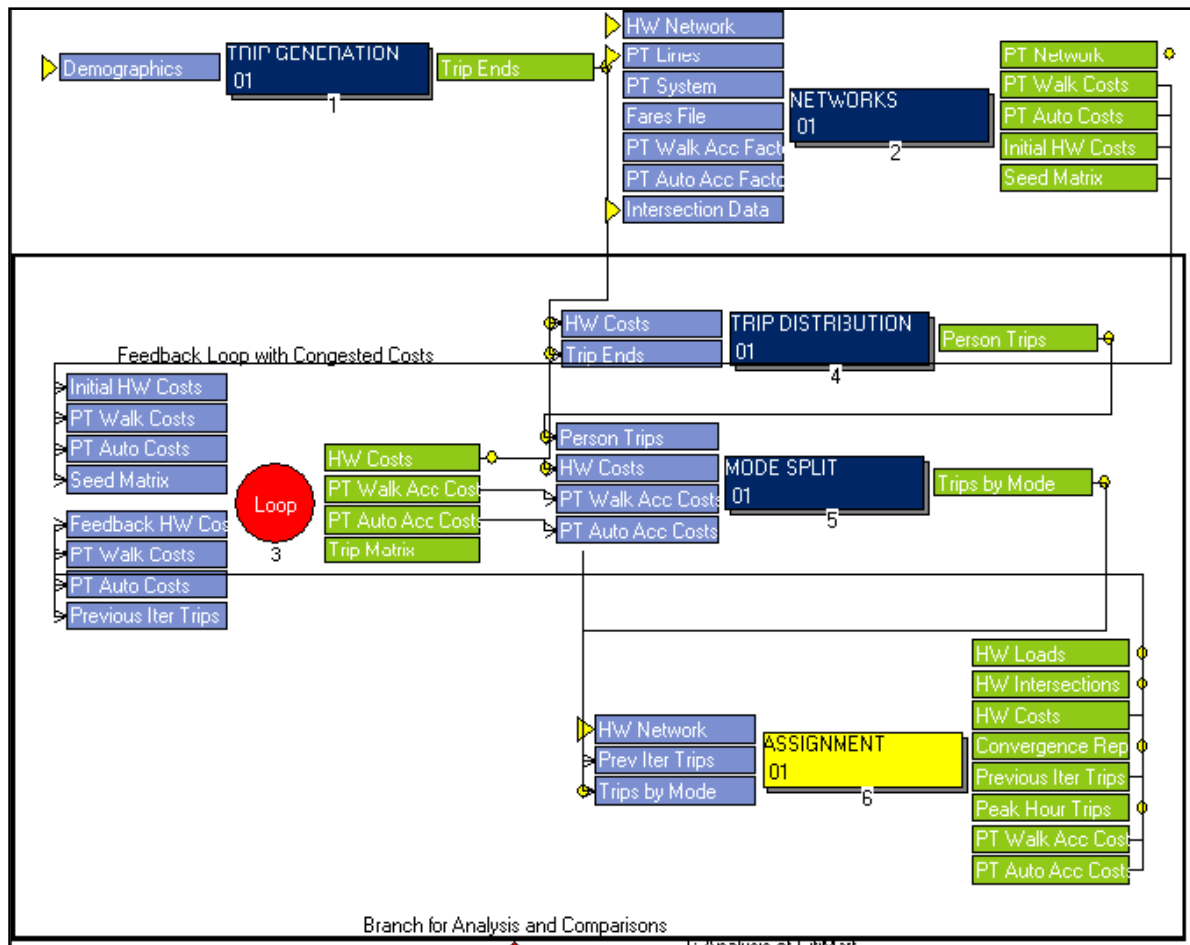 Demographics
TRIP GENERATION
01
1
Trip Ends
HW Network
PT Lines
PT System
Fares File
PT Walk Acc Fact
PT Auto Acc Facto
Intersection Data
NETWORKS
01
2
PT Network
PT Walk Costs
PT Auto Costs
Initial HW Costs
Seed Matrix
HW Costs
Trip Ends
TRIP DISTRIBUTION
01
4
Person Trips
Feedback Loop with Congested Costs
Initial HW Costs
PT Walk Costs
PT Auto Costs
Seed Matrix
Feedback HW Cos
PT Walk Costs
PT Auto Costs
Previous Iter Trips
Loop
3
HW Costs
PT Walk Acc Cost
PT Auto Acc Costs
Trip Matrix
Person Trips
HW Costs
PT Walk Acc Costs
PT Auto Acc Costs
MODE SPLIT
01
5
Trips by Mode
HW Network
Prev Iter Trips
Trips by Mode
ASSIGNMENT
01
6
HW Loads
HW Intersections
HW Costs
Convergence Rep
Previous Iter Trips
Peak Hour Trips
PT Walk Acc Cost
PT Auto Acc Cost
Branch for Analysis and Comparisons